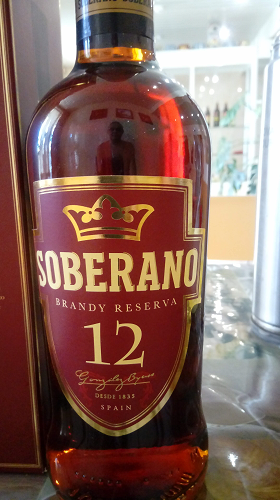 SOBERANO
BRANDY RESERVA
12
González Byass
DESDE 1835
SPAIN